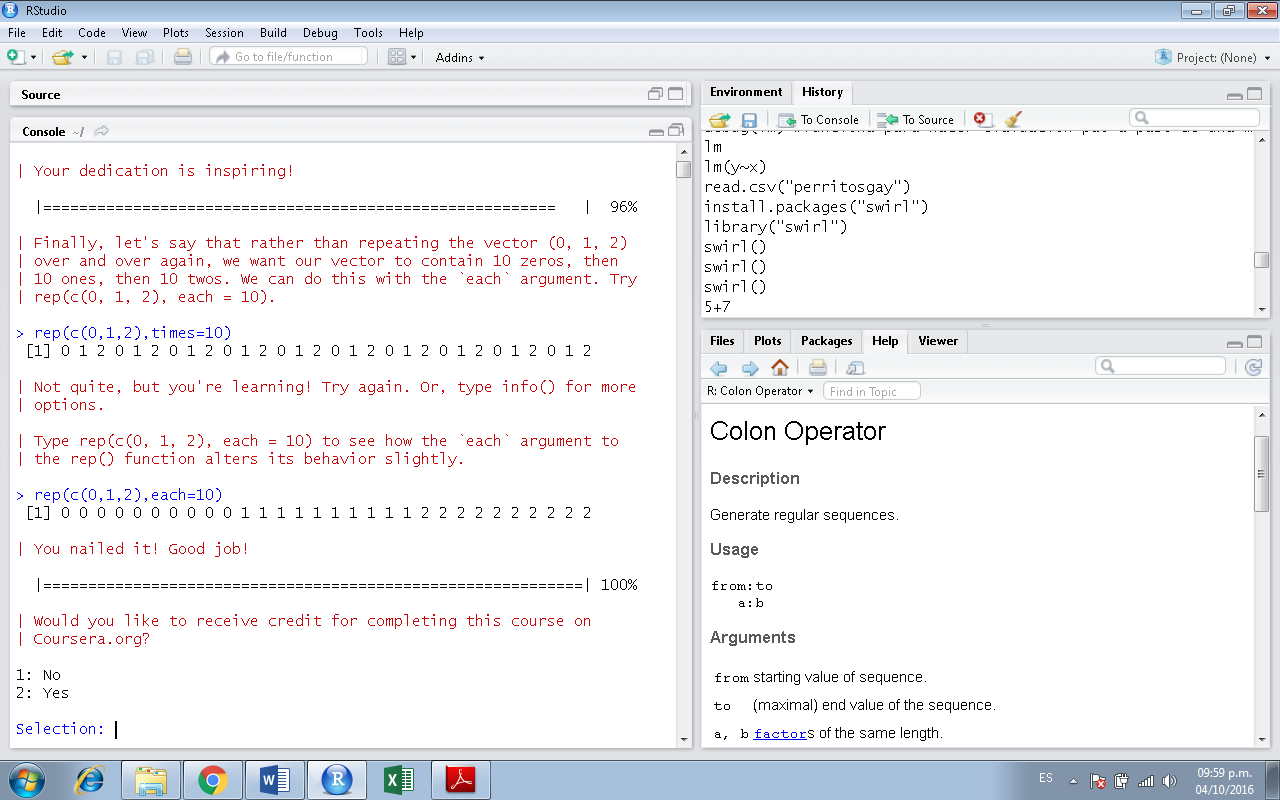 RStudio
File Edit Code View Plots Session Build Debug Tools Help
Go to file/function Addins Project: (None)
Source
Console ~/
| Your dedication is inspiring!
|========================================================= | 96%
| Finally, let's say that rather than repeating the vector (0, 1, 2)
| over and over again, we want our vector to contain 10 zeros, then
| 10 ones, then 10 twos. We can do this with the `each` argument. Try
| rep(c(0, 1, 2), each = 10).
> rep(c(0,1,2),times=10)
[1] 0 1 2 0 1 2 0 1 2 0 1 2 0 1 2 0 1 2 0 1 2 0 1 2 0 1 2 0 1 2
| Not quite, but you're learning! Try again. Or, type info() for more
| options.
| Type rep(c(0, 1, 2), each = 10) to see how the `each` argument to
| the rep() function alters its behavior slightly.
> rep(c(0,1,2),each=10)
[1] 0 0 0 0 0 0 0 0 0 0 1 1 1 1 1 1 1 1 1 1 2 2 2 2 2 2 2 2 2 2
| You nailed it! Good job!
|============================================================| 100%
| Would you like to receive credit for completing this course on
| Coursera.org?
1: No
2: Yes
Selection:
Environment History
To Console To Source
lm
lm(y~x)
read.csv("perritosgay")
install.packages("swirl")
library("swirl")
swirl()
swirl()
swirl()
5+7
Files Plots Packages Help Viewer
R: Colon Operator Find in Topic
Colon Operator
Description
Generate regular sequences.
Usage
from:to
a:b
Arguments
from starting value of sequence.
to (maximal) end value of the sequence.
a, b factors of the same length.
ES 09:59 p.m.
04/10/2016